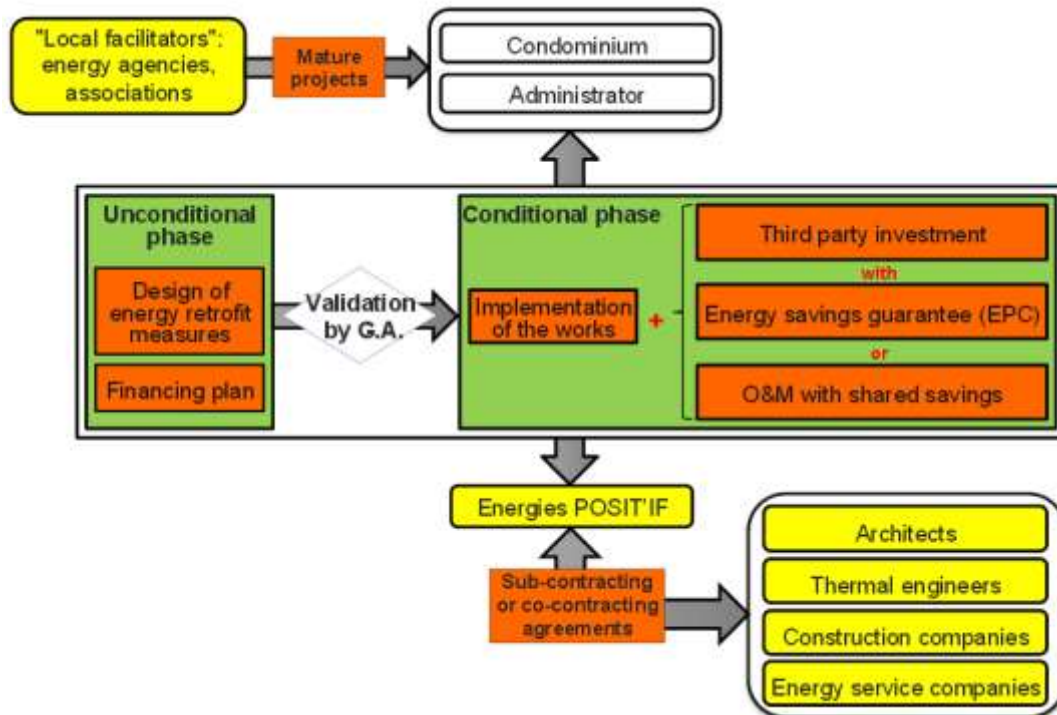 "Local facilitators":
energy agencies,
associations
Mature
projects
Condominium
Administrator
Unconditional
phase
Design of
energy retrofit
measures
Financing plan
Validation
by G.A.
Conditional phase
Implementation
of the works
+
Third party investment
with
Energy savings guarantee (EPC)
or
O&M with shared savings
Energies POSIT'IF
Sub-contracting
or co-contracting
agreements
Architects
Thermal engineers
Construction companies
Energy service companies